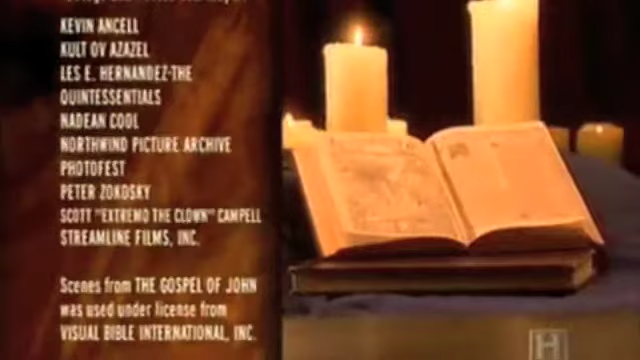 KEVIN ANCELL
KULT OV AZAZEL
LES E. HERNANDEZ-THE
QUINTESSENTIALS
NADEAN COOL
NORTHWIND PICTURE ARCHIVE
PHOTOFEST
PETER ZOKOSKY
SCOTT "EXTREMO THE CLOWN" CAMPELL
STREAMLINE FILMS, INC.
Scenes from THE GOSPEL OF JOHN
was used under license from
VISUAL BIBLE INTERNATIONAL, INC.
H